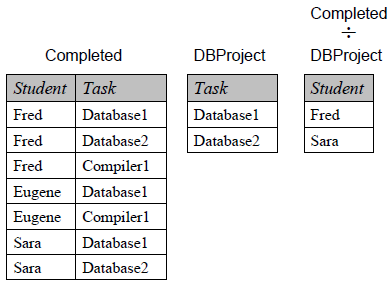 Completed
÷
Completed DBProject DBProject
Student Task Task Student
Fred Database1 Database1 Fred
Fred Database2 Database2 Sara
Fred Compiler1
Eugene Database1
Eugene Compiler1
Sara Database1
Sara Database2